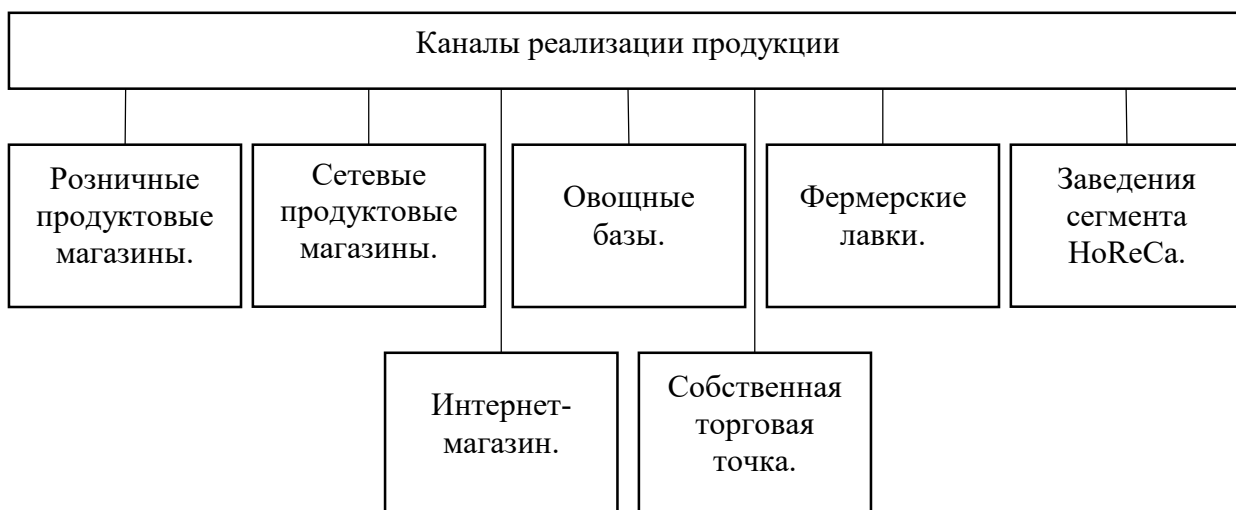 Каналы реализации продукции
Розничные
продуктовые
магазины.
Сетевые
продуктовые
магазины.
Овощные
базы.
Фермерские
лавки.
Заведения
сегмента
HoReCa.
Интернет-
магазин.
Собственная
торговая
точка.